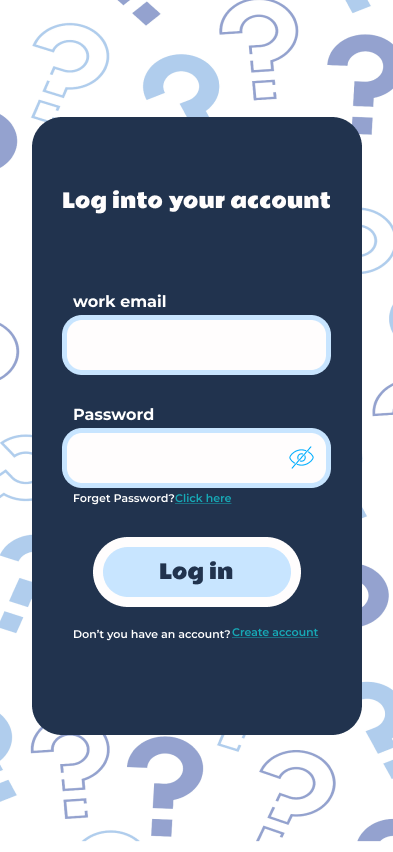 Log into your account
work email
Password
Forget Password?Click here
Log in
Don't you have an account? Create account